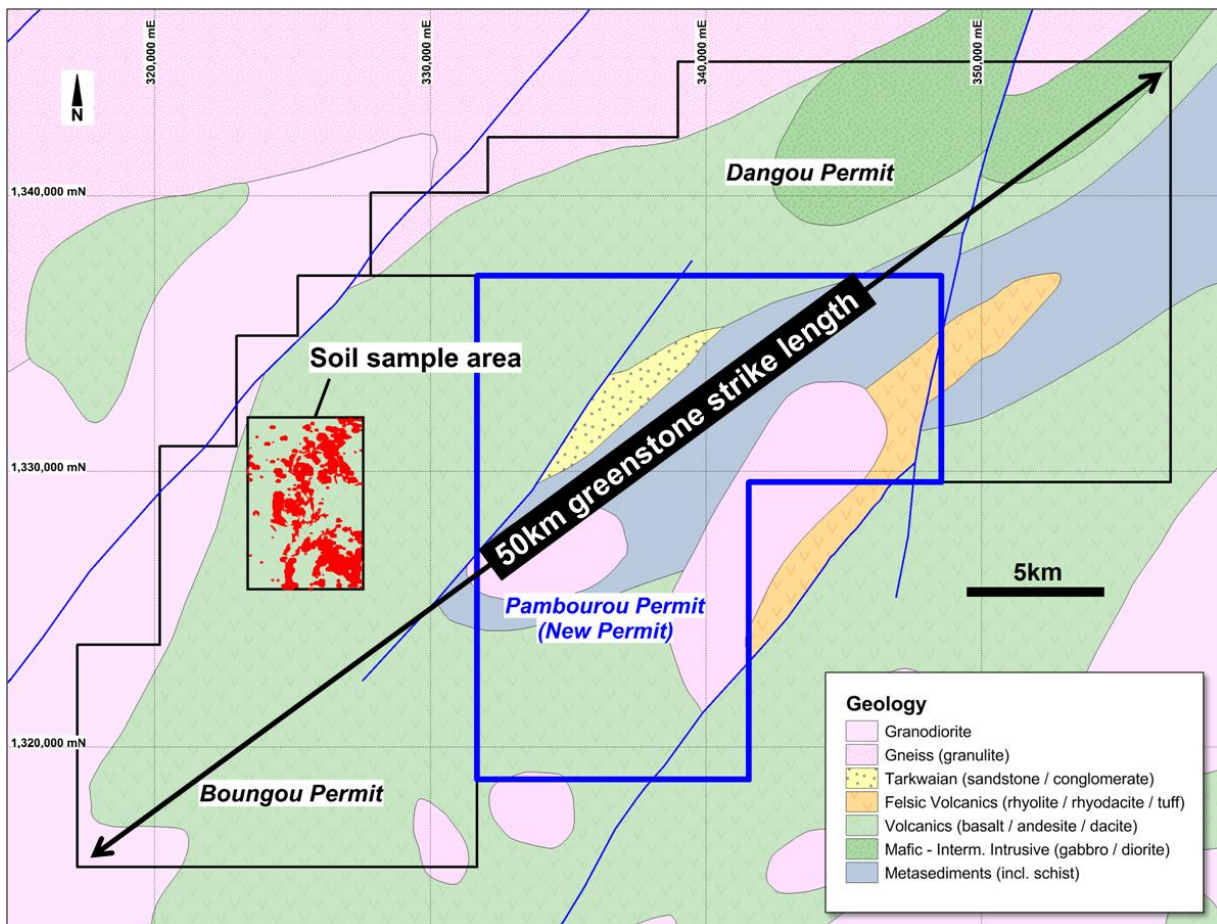 320,000 mE
330,000 mE
340,000 mE
350,000 mE
N
1,340,000 mN
Dangou Permit
Soil sample area
1,330,000 mN
50km greenstone strike length
5km
Pambourou Permit
(New Permit)
1,320,000 mN
Boungou Permit
Geology
Granodiorite
Gneiss (granulite)
Tarkwaian (sandstone / conglomerate)
Felsic Volcanics (rhyolite / rhyodacite / tuff)
Volcanics (basalt / andesite / dacite)
Mafic - Interm. Intrusive (gabbro / diorite)
Metasediments (incl. schist)